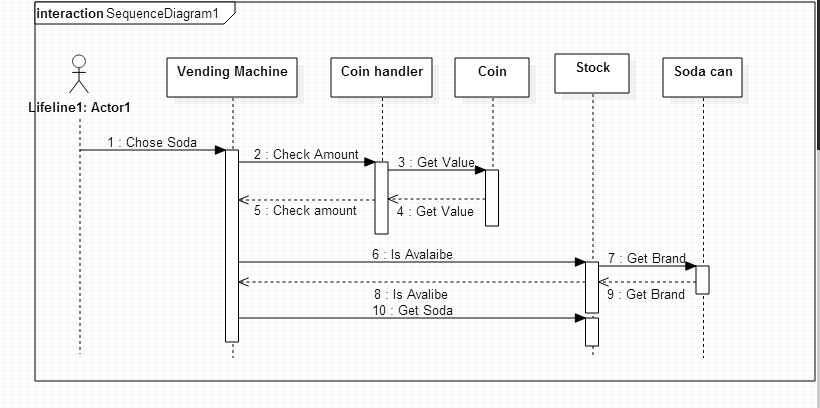 interaction SequenceDiagram1
Lifeline1: Actor1
Vending Machine
Coin handler
Coin
Stock
Soda can
1 : Chose Soda
2 : Check Amount
3 : Get Value
4 : Get Value
5 : Check amount
6 : Is Avalaibe
7 : Get Brand
8 : Is Avalibe
9 : Get Brand
10 : Get Soda